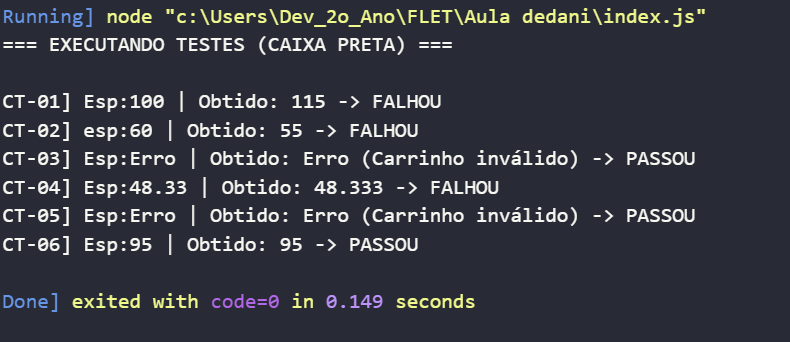 Running] node "c:\Users\Dev_2o_Ano\FLET\Aula dedani\index.js"
=== EXECUTANDO TESTES (CAIXA PRETA) ===
CT-01] Esp:100 | Obtido: 115 -> FALHOU
CT-02] esp:60 | Obtido: 55 -> FALHOU
CT-03] Esp:Erro | Obtido: Erro (Carrinho inválido) -> PASSOU
CT-04] Esp:48.33 | Obtido: 48.333 -> FALHOU
CT-05] Esp:Erro | Obtido: Erro (Carrinho inválido) -> PASSOU
CT-06] Esp:95 | Obtido: 95 -> PASSOU
Done] exited with code=0 in 0.149 seconds